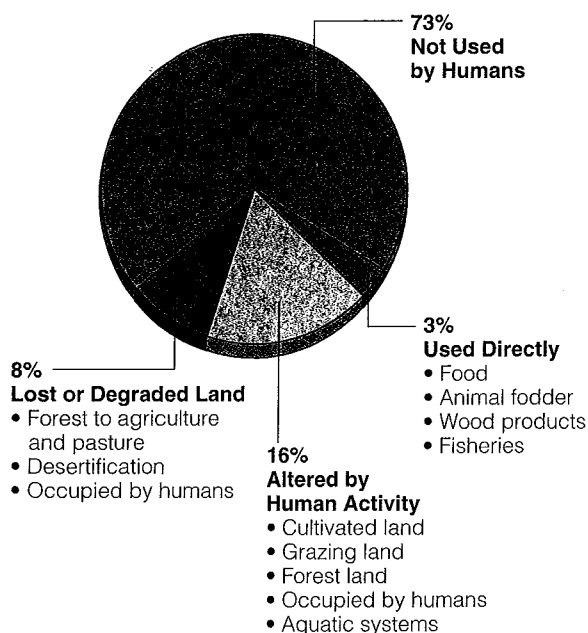 73%
Not Used
by Humans
3%
Used Directly
• Food
• Animal fodder
• Wood products
• Fisheries
8%
Lost or Degraded Land
• Forest to agriculture
and pasture
• Desertification
• Occupied by humans
16%
Altered by
Human Activity
• Cultivated land
• Grazing land
• Forest land
• Occupied by humans
• Aquatic systems